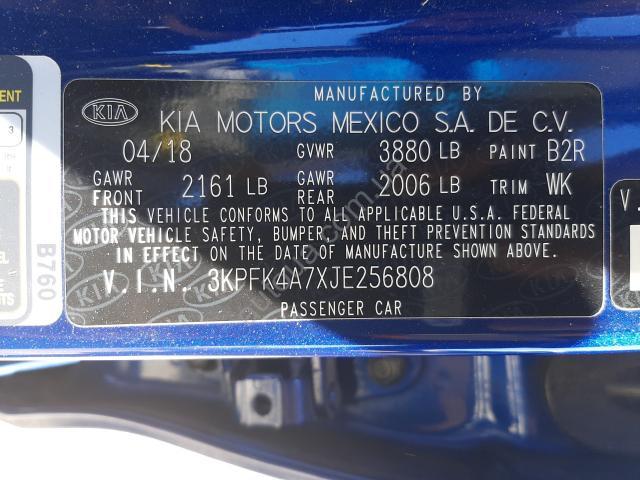 MANUFACTURED BY
KIA KIA MOTORS MEXICO S.A. DE C.V.
04/18 GVWR 3880 LB PAINT B2R
GAWR FRONT 2161 LB GAWR REAR 2006 LB TRIM WK
THIS VEHICLE CONFORMS TO ALL APPLICABLE U.S.A. FEDERAL
MOTOR VEHICLE SAFETY, BUMPER, AND THEFT PREVENTION STANDARDS
IN EFFECT ON THE DATE OF MANUFACTURE SHOWN ABOVE.
V.I.N. 3KPFK4A7XJE256808
PASSENGER CAR
B760
3